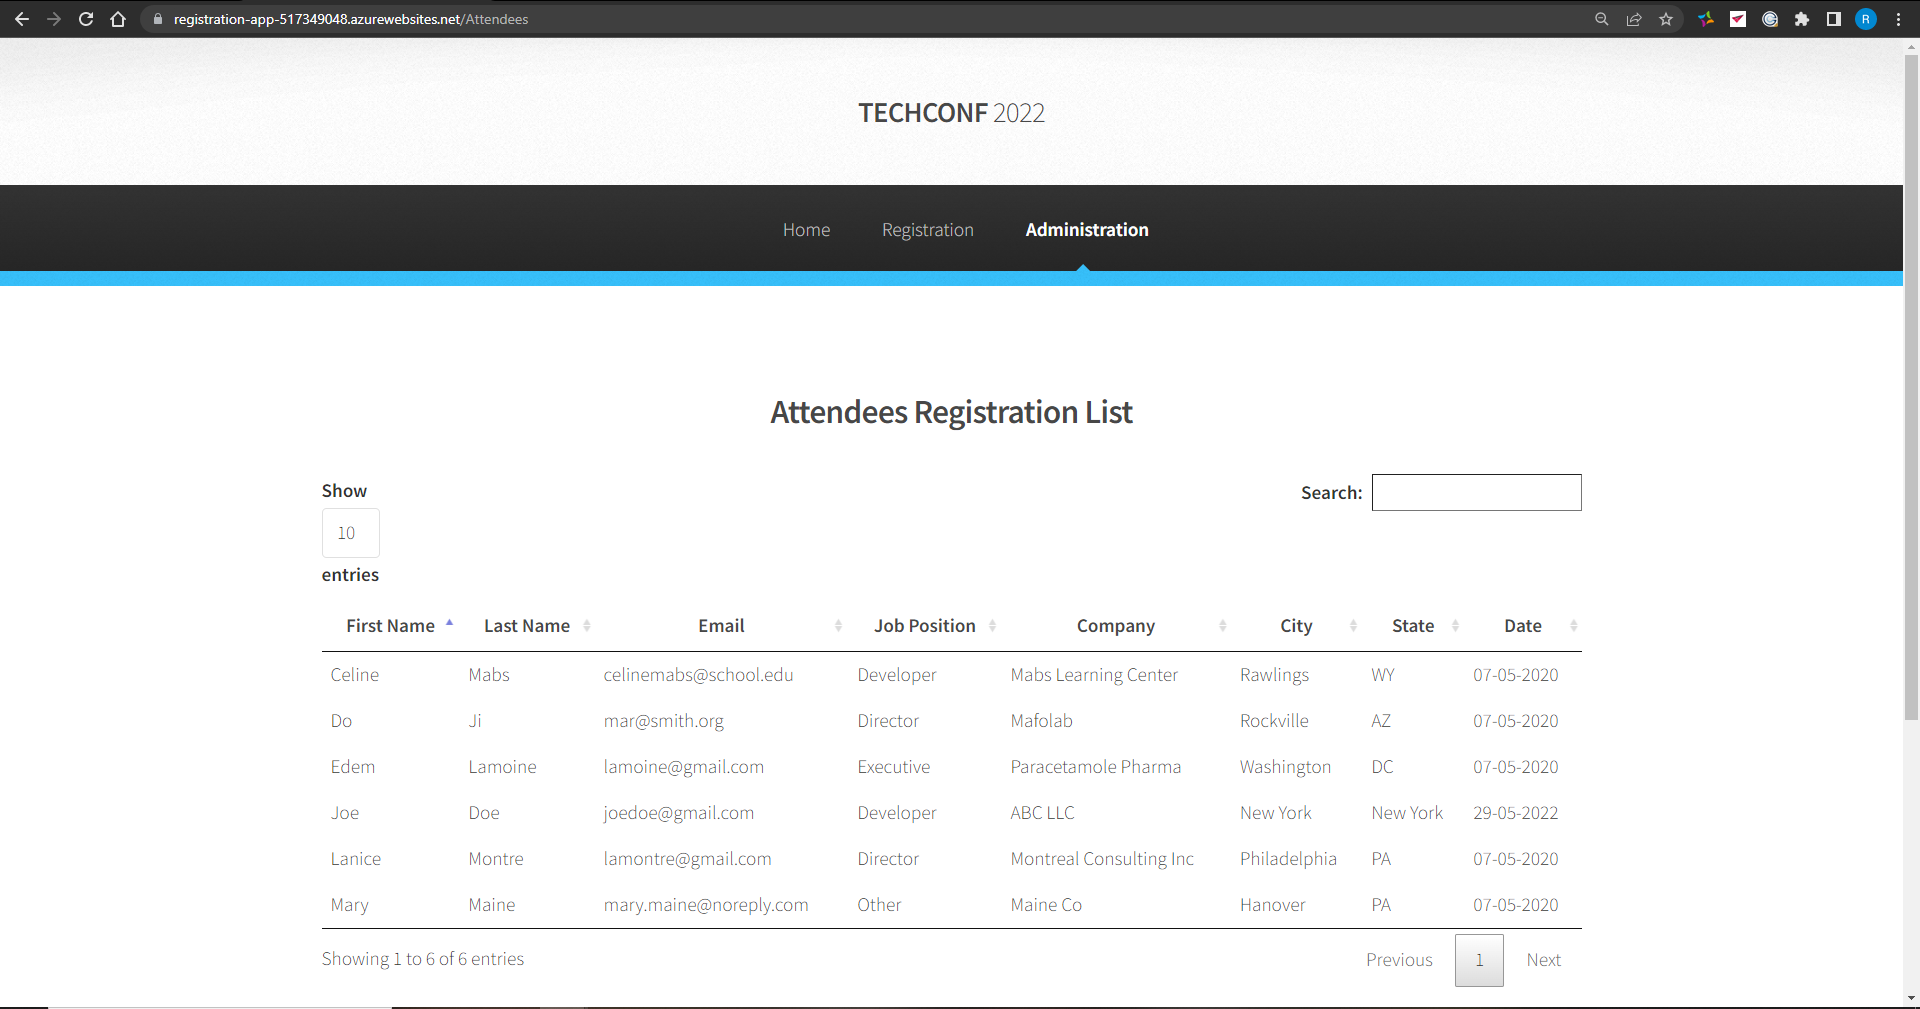 registration-app-517349048.azurewebsites.net/Attendees
R
TECHCONF 2022
Home Registration Administration
Attendees Registration List
Show
10
entries
Search:
First Name Last Name Email Job Position Company City State Date
Celine Mabs celinemabs@school.edu Developer Mabs Learning Center Rawlings WY 07-05-2020
Do Ji mar@smith.org Director Mafolab Rockville AZ 07-05-2020
Edem Lamoine lamoine@gmail.com Executive Paracetamole Pharma Washington DC 07-05-2020
Joe Doe joedoe@gmail.com Developer ABC LLC New York New York 29-05-2022
Lanice Montre lamontre@gmail.com Director Montreal Consulting Inc Philadelphia PA 07-05-2020
Mary Maine mary.maine@noreply.com Other Maine Co Hanover PA 07-05-2020
Showing 1 to 6 of 6 entries
Previous 1 Next